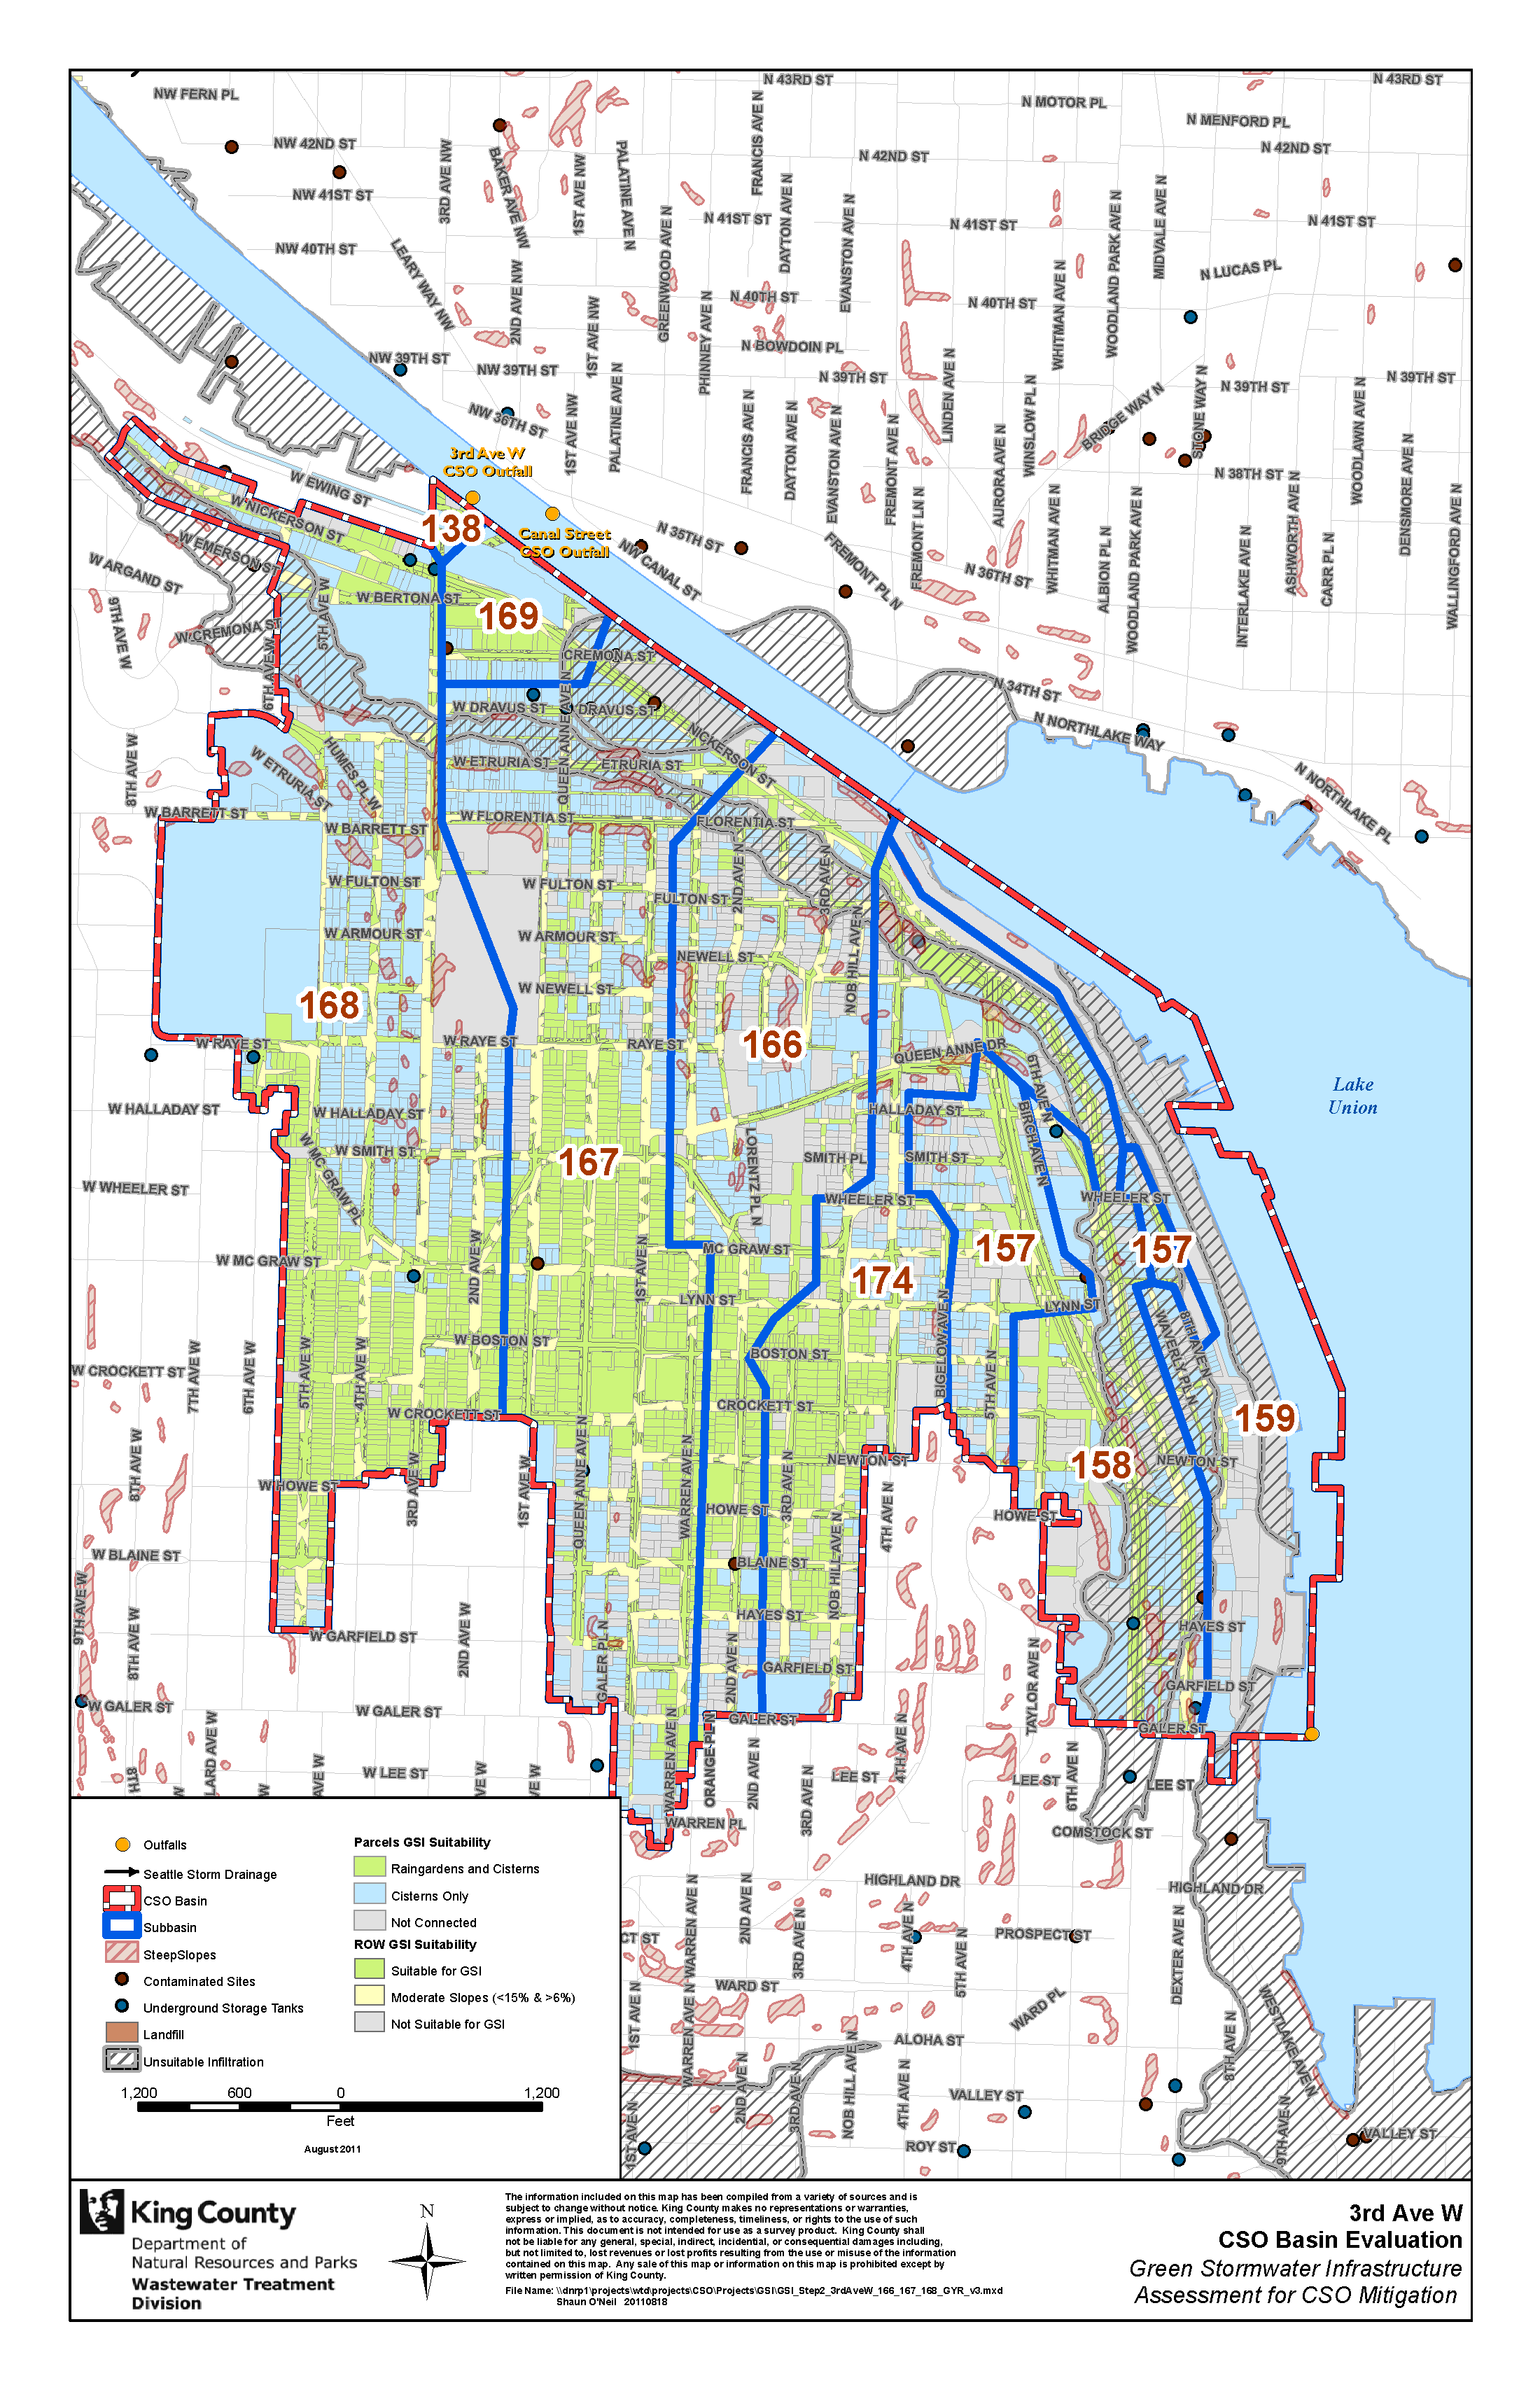 N 43RD ST
N 43RD ST
NW FERN PL
N MOTOR PL
N MENFORD PL
NW 42ND ST
N 42ND ST
N 42ND ST
NW 41ST ST
N 41ST ST
N 41ST ST
N 41ST ST
NW 40TH ST
N 40TH ST
N 40TH ST
N LUCAS PL
3RD AVE NW
BAKER AVE NW
1ST AVE NW
PALATINE AVE N
FRANCIS AVE N
DAYTON AVE N
EVANSTON AVE N
GREENWOOD AVE N
PHINNEY AVE N
2ND AVE NW
1ST AVE NW
LEARY WAY NW
WHITMAN AVE N
WOODLAND PARK AVE N
MIDVALE AVE N
N BOWDOIN PL
NW 39TH ST
NW 39TH ST
N 39TH ST
N 39TH ST
N 39TH ST
NW 36TH ST
1ST AVE NW
PALATINE AVE N
FRANCIS AVE N
DAYTON AVE N
EVANSTON AVE N
FREMONT AVE N
LINDEN AVE N
AURORA AVE N
WINSLOW PL N
BRIDGE WAY N
STONE WAY N
N 38TH ST
WOODLAWN AVE N
DENSMORE AVE N
WALLINGFORD AVE N
3rd Ave W
CSO Outfall
Canal Street
CSO Outfall
W EWING ST
W NICKERSON ST
W EMERSON ST
138
N 35TH ST
NW CANAL ST
FREMONT PL N
FREMONT LN N
N 36TH ST
WHITMAN AVE N
ALBION PL N
WOODLAND PARK AVE N
INTERLAKE AVE N
ASHWORTH AVE N
CARR PL N
W ARGAND ST
9TH AVE W
W CREMONA ST
5TH AVE W
6TH AVE W
W BERTONA ST
169
CREMONA ST
W DRAVUS ST
DRAVUS ST
QUEEN ANNE AVE N
NICKERSON ST
N 34TH ST
N NORTHLAKE WAY
N NORTHLAKE PL
8TH AVE W
W ETRURIA ST
HUMES PL W
W ETRURIA ST
ETRURIA ST
W BARRETT ST
W BARRETT ST
W FLORENTIA ST
FLORENTIA ST
W FULTON ST
W FULTON ST
FULTON ST
2ND AVE N
3RD AVE N
NOB HILL AVE N
W ARMOUR ST
W ARMOUR ST
NEWELL ST
W NEWELL ST
168
166
W RAYE ST
W RAYE ST
RAYE ST
QUEEN ANNE DR
6TH AVE N
BIRCH AVE N
Lake
Union
W HALLADAY ST
W HALLADAY ST
HALLADAY ST
W MC GRAW PL
W SMITH ST
167
LORENTZ PL N
SMITH PL
SMITH ST
W WHEELER ST
WHEELER ST
WHEELER ST
W MC GRAW ST
MC GRAW ST
157
157
174
2ND AVE W
1ST AVE N
LYNN ST
LYNN ST
W BOSTON ST
BOSTON ST
BIGELOW AVE N
5TH AVE N
WAVERLY PL N
8TH AVE N
W CROCKETT ST
7TH AVE W
6TH AVE W
5TH AVE W
4TH AVE W
W CROCKETT ST
CROCKETT ST
159
8TH AVE W
W HOWE ST
3RD AVE W
1ST AVE W
QUEEN ANNE AVE N
WARREN AVE N
3RD AVE N
NEWTON ST
158
NEWTON ST
HOWE ST
HOWE ST
NOB HILL AVE N
4TH AVE N
W BLAINE ST
BLAINE ST
9TH AVE W
8TH AVE W
2ND AVE W
HAYES ST
HAYES ST
W GARFIELD ST
GALER PL N
2ND AVE N
GARFIELD ST
GARFIELD ST
TAYLOR AVE N
W GALER ST
W GALER ST
GALER ST
GALER ST
LARD AVE W
8TH
W
W
AVE W
W LEE ST
AVE W
VE W
WARREN AVE N
ORANGE PL N
2ND AVE N
3RD AVE N
LEE ST
4TH AVE N
LEE ST
6TH AVE N
LEE ST
WARREN PL
COMSTOCK ST
HIGHLAND DR
HIGHLAND DR
CT ST
WARREN AVE N
2ND AVE N
3RD AVE N
4TH AVE N
5TH AVE N
PROSPECT ST
DEXTER AVE N
WARD ST
WARD PL
1ST AVE N
WARREN AVE N
ALOHA ST
8TH AVE N
WESTLAKE AVE N
2ND AVE N
3RD AVE N
NOB HILL AVE N
4TH AVE N
VALLEY ST
1ST AVE N
ROY ST
9TH AVE N
VALLEY ST
Outfalls
Seattle Storm Drainage
CSO Basin
Subbasin
SteepSlopes
Contaminated Sites
Underground Storage Tanks
Landfill
Unsuitable Infiltration
Parcels GSI Suitability
Raingardens and Cisterns
Cisterns Only
Not Connected
ROW GSI Suitability
Suitable for GSI
Moderate Slopes (<15% & >6%)
Not Suitable for GSI
1,200 600 0 1,200
Feet
August 2011
King County
Department of
Natural Resources and Parks
Wastewater Treatment
Division
N
The information included on this map has been compiled from a variety of sources and is
subject to change without notice. King County makes no representations or warranties,
express or implied, as to accuracy, completeness, timeliness, or rights to the use of such
information. This document is not intended for use as a survey product. King County shall
not be liable for any general, special, indirect, incidental, or consequential damages including,
but not limited to, lost revenues or lost profits resulting from the use or misuse of the information
contained on this map. Any sale of this map or information on this map is prohibited except by
written permission of King County.
File Name: \\dnrp1\projects\wtd\projects\CSO\Projects\GSI\GSI_Step2_3rdAveW_166_167_168_GYR_v3.mxd
Shaun O'Neil 20110818
3rd Ave W
CSO Basin Evaluation
Green Stormwater Infrastructure
Assessment for CSO Mitigation